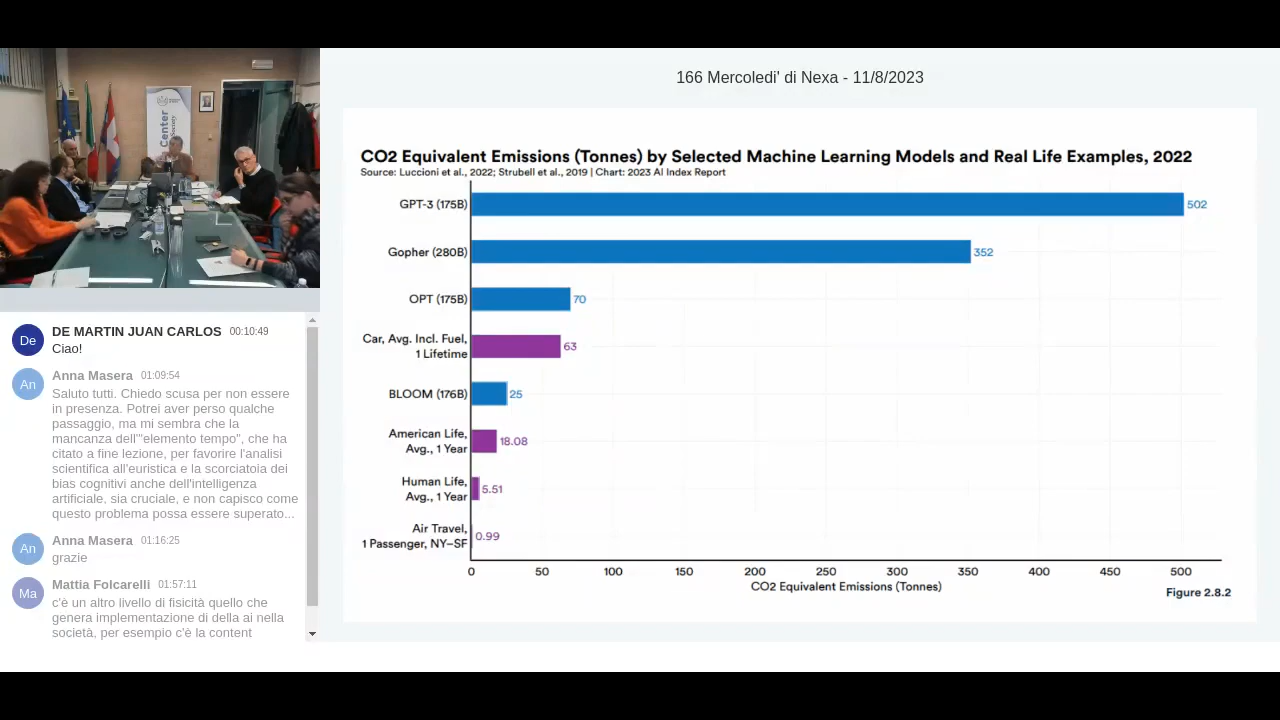 166 Mercoledi' di Nexa - 11/8/2023
Center
Society
DE MARTIN JUAN CARLOS 00:10:49
Ciao!
Anna Masera 01:09:54
Saluto tutti. Chiedo scusa per non essere
in presenza. Potrei aver perso qualche
passaggio, ma mi sembra che la
mancanza dell'"elemento tempo", che ha
citato a fine lezione, per favorire l'analisi
scientifica all'euristica e la scorciatoia dei
bias cognitivi anche dell'intelligenza
artificiale, sia cruciale, e non capisco come
questo problema possa essere superato...
Anna Masera 01:16:25
grazie
Mattia Folcarelli 01:57:11
c'è un altro livello di fisicità quello che
genera implementazione di della ai nella
società, per esempio c'è la content
De
An
An
Ma
CO2 Equivalent Emissions (Tonnes) by Selected Machine Learning Models and Real Life Examples, 2022
Source: Luccioni et al., 2022; Strubell et al., 2019 | Chart: 2023 AI Index Report
GPT-3 (175B) 502
Gopher (280B) 352
OPT (175B) 70
Car, Avg. Incl. Fuel,
1 Lifetime 63
BLOOM (176B) 25
American Life,
Avg., 1 Year 18.08
Human Life,
Avg., 1 Year 5.51
Air Travel,
1 Passenger, NY–SF 0.99
0 50 100 150 200 250 300 350 400 450 500
CO2 Equivalent Emissions (Tonnes)
Figure 2.8.2